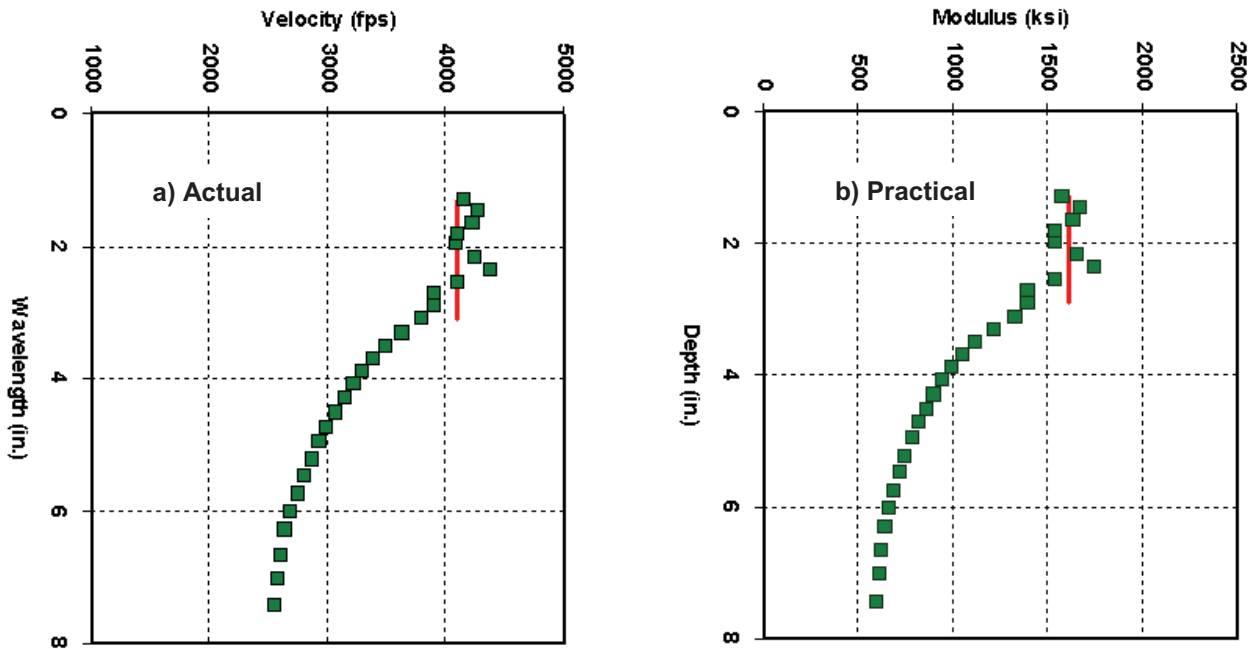 Velocity (fps)
1000 2000 3000 4000 5000
0
2
4
6
8
Wavelength (in.)
a) Actual
Modulus (ksi)
0 500 1000 1500 2000 2500
0
2
4
6
8
Depth (in.)
b) Practical